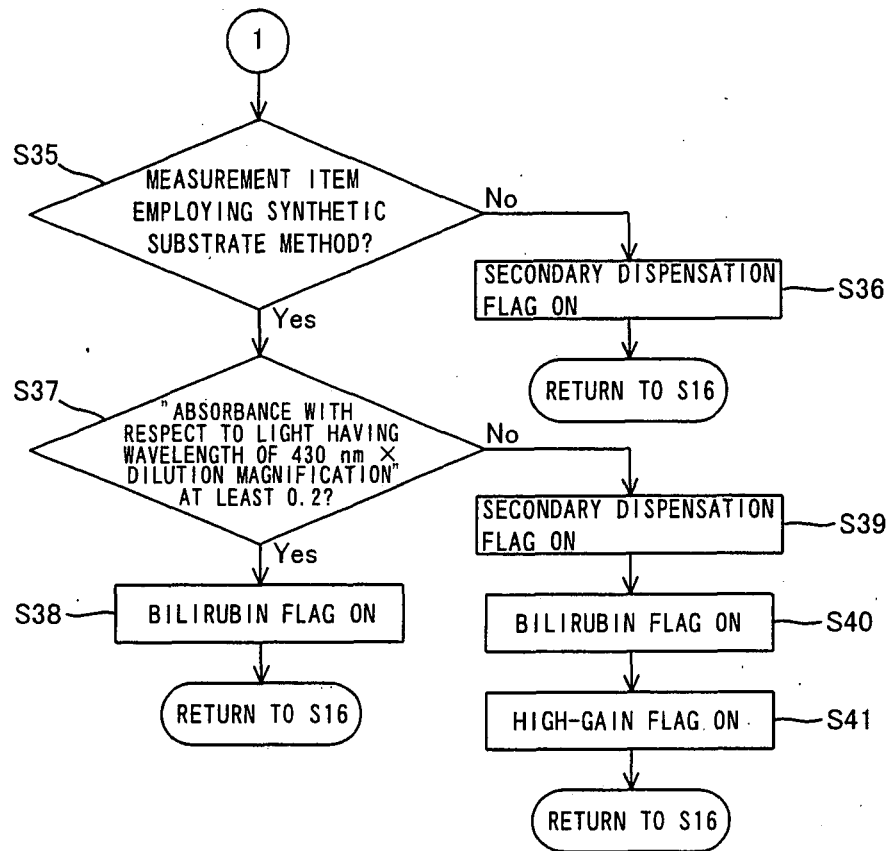 1
S35
MEASUREMENT ITEM
EMPLOYING SYNTHETIC
SUBSTRATE METHOD?
No
SECONDARY DISPENSATION
FLAG ON
S36
RETURN TO S16
Yes
S37
"ABSORBANCE WITH
RESPECT TO LIGHT HAVING
WAVELENGTH OF 430 nm ×
DILUTION MAGNIFICATION"
AT LEAST 0.2?
No
SECONDARY DISPENSATION
FLAG ON
S39
Yes
S38
BILIRUBIN FLAG ON
BILIRUBIN FLAG ON
S40
RETURN TO S16
HIGH-GAIN FLAG ON
S41
RETURN TO S16